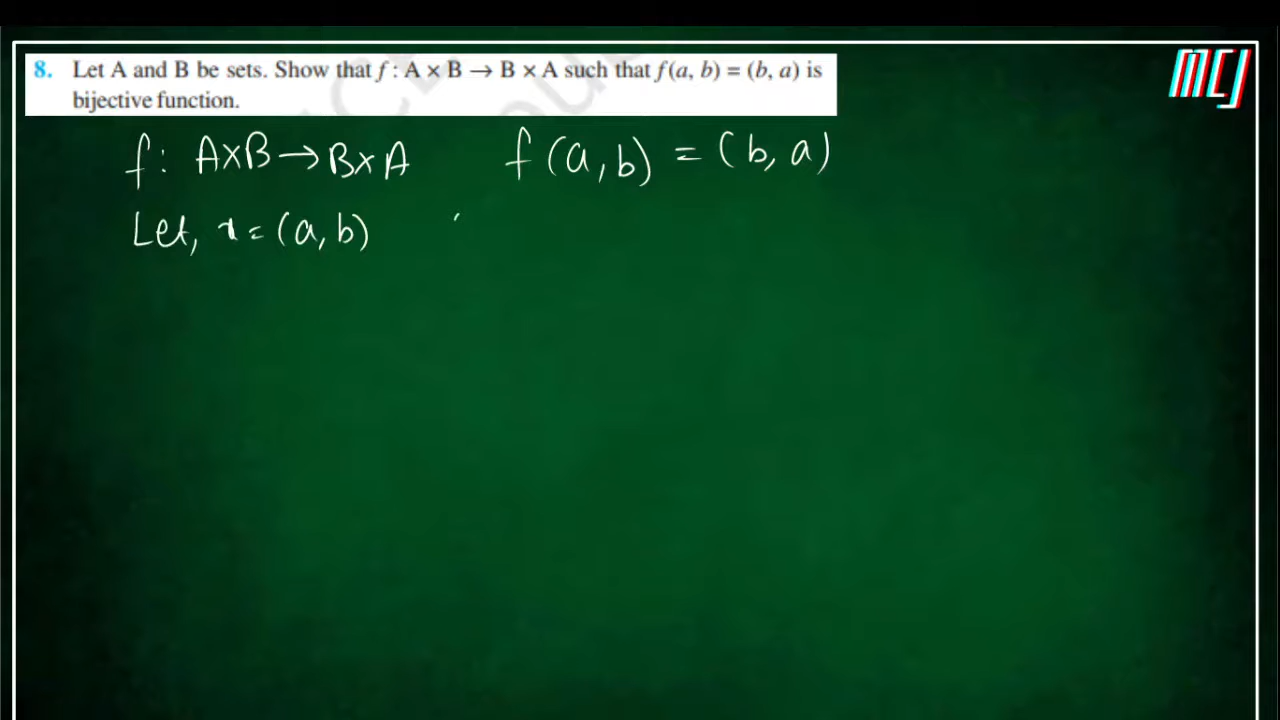 8. Let A and B be sets. Show that f : A × B → B × A such that f(a, b) = (b, a) is
bijective function.
MCJ
f: A×B→B×A f(a,b) = (b,a)
Let, x=(a,b)